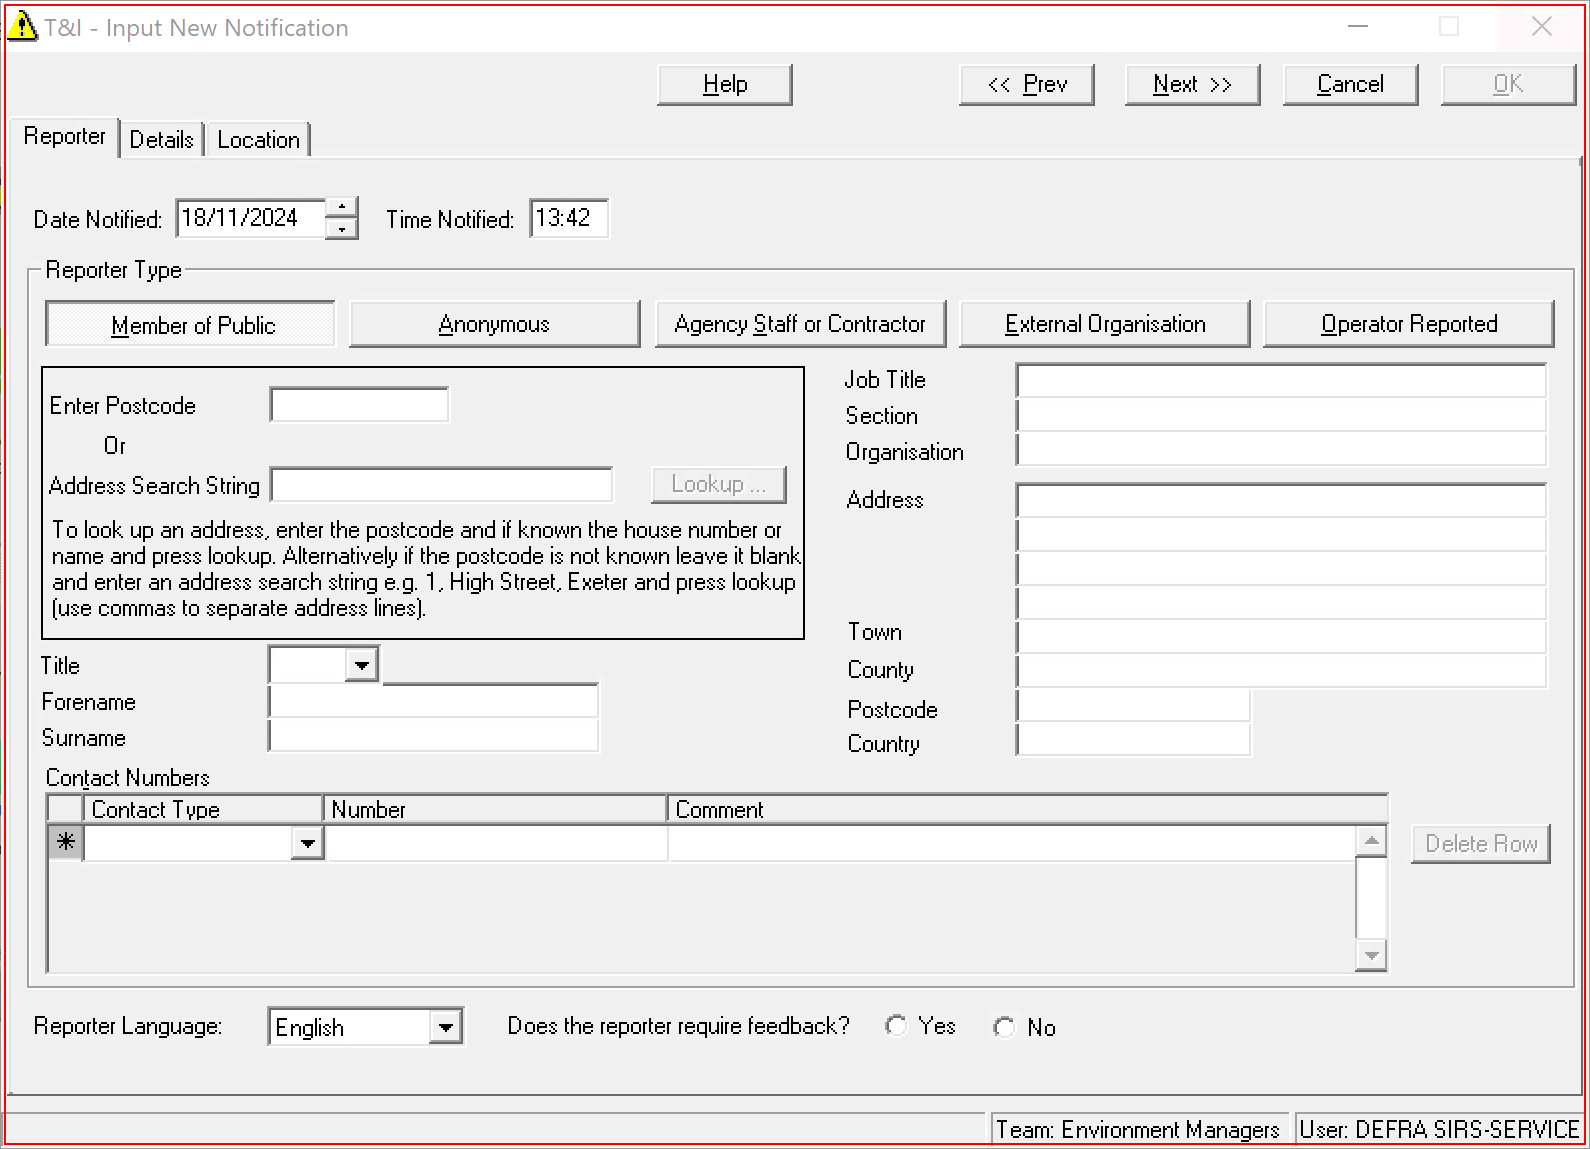 T&I - Input New Notification
Help
<< Prev
Next >>
Cancel
OK
Reporter
Details
Location
Date Notified: 18/11/2024
Time Notified: 13:42
Reporter Type
Member of Public
Anonymous
Agency Staff or Contractor
External Organisation
Operator Reported
Enter Postcode
Or
Address Search String
Lookup ...
To look up an address, enter the postcode and if known the house number or
name and press lookup. Alternatively if the postcode is not known leave it blank
and enter an address search string e.g. 1, High Street, Exeter and press lookup
(use commas to separate address lines).
Job Title
Section
Organisation
Address
Town
County
Postcode
Country
Title
Forename
Surname
Contact Numbers
Contact Type
Number
Comment
Delete Row
Reporter Language: English
Does the reporter require feedback?
Yes
No
Team: Environment Managers
User: DEFRA SIRS-SERVICE